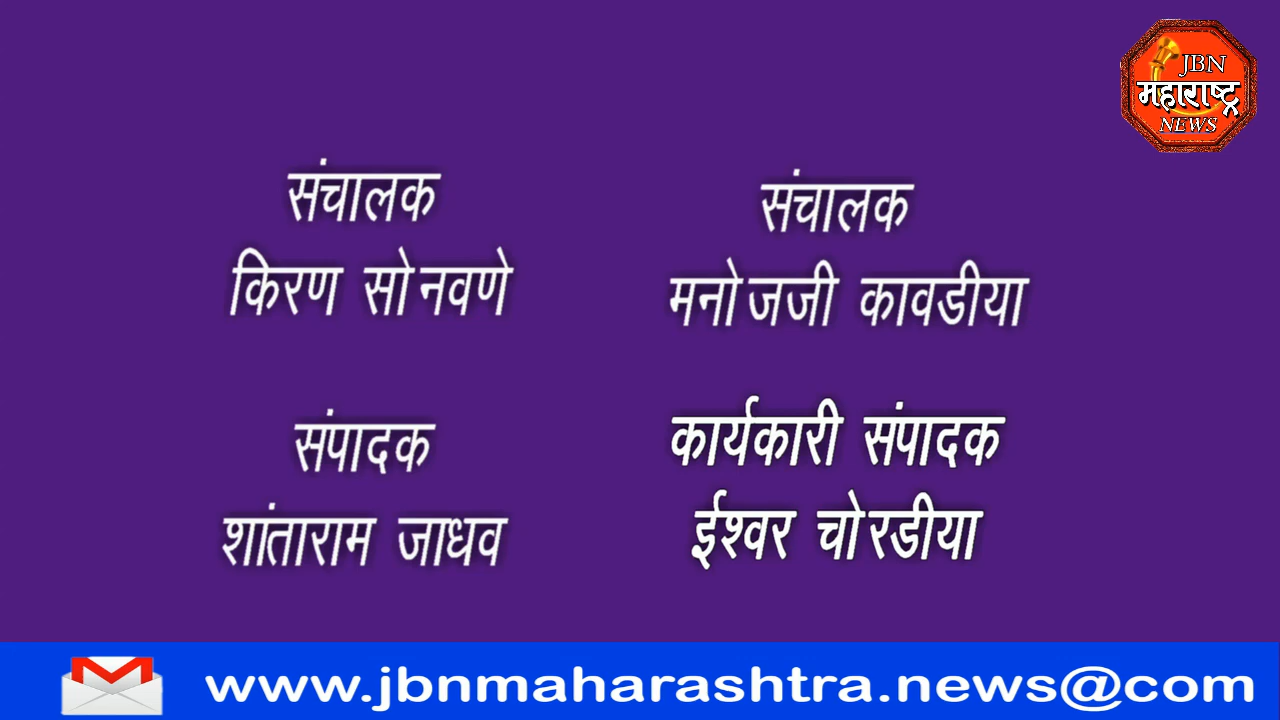 JBN
महाराष्ट्र
NEWS
संचालक
किरण सोनवणे
संचालक
मनोजजी कावडीया
संपादक
शांताराम जाधव
कार्यकारी संपादक
ईश्वर चोरडीया
www.jbnmaharashtra.news@com